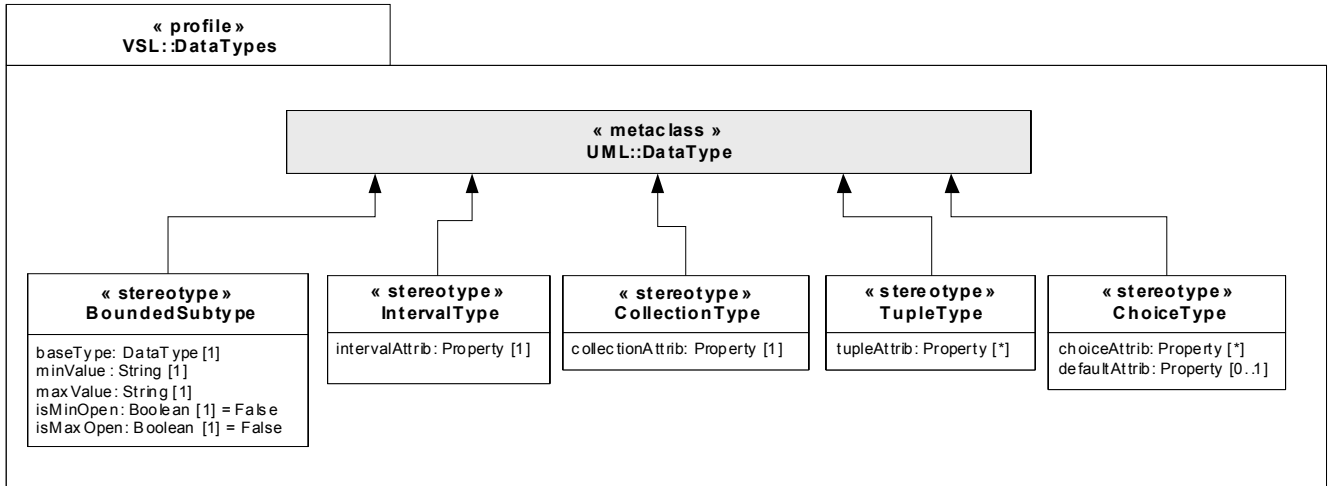 « profile»
VSL::DataTypes
« metaclass »
UML::DataType
« stereotype»
BoundedSubtype
baseType: DataType [1]
minValue: String [1]
maxValue: String [1]
isMinOpen: Boolean [1] = False
isMaxOpen: Boolean [1] = False
« stereotype»
IntervalType
intervalAttrib: Property [1]
« stereotype»
CollectionType
collectionAttrib: Property [1]
« stereotype»
TupleType
tupleAttrib: Property [*]
« stereotype»
ChoiceType
choiceAttrib: Property [*]
defaultAttrib: Property [0..1]